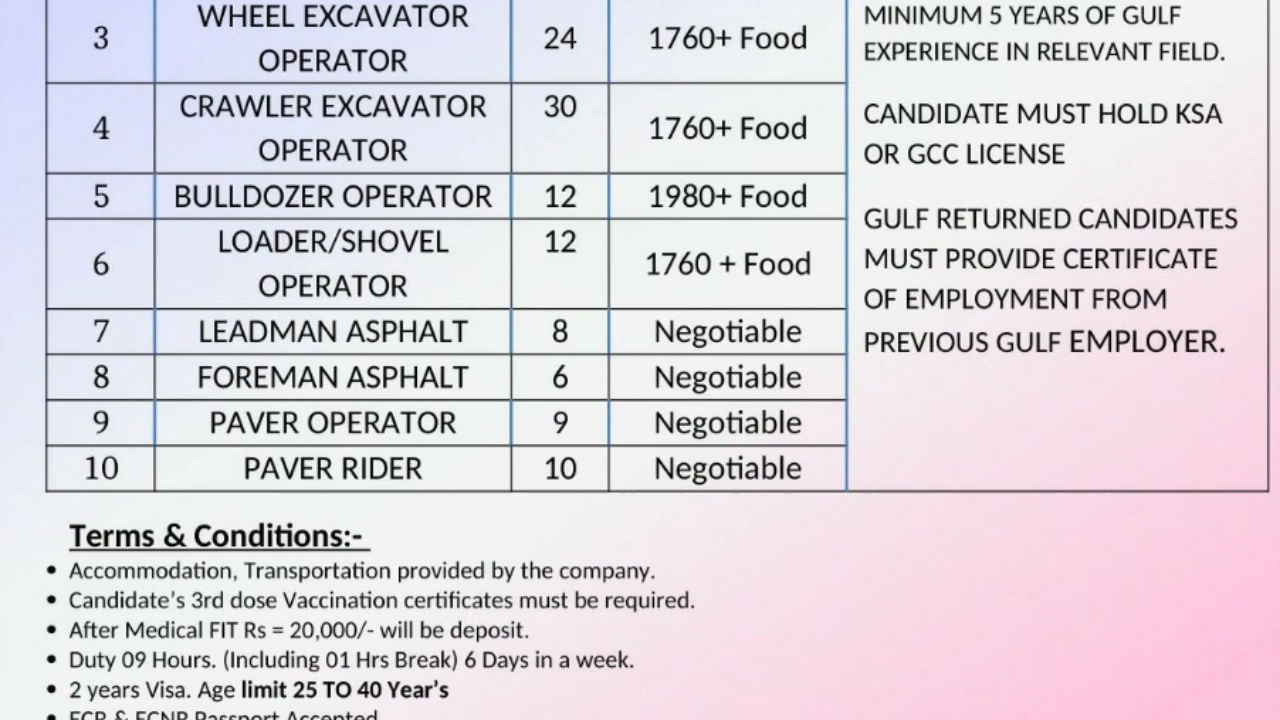 3 WHEEL EXCAVATOR OPERATOR 24 1760+ Food
4 CRAWLER EXCAVATOR OPERATOR 30 1760+ Food
5 BULLDOZER OPERATOR 12 1980+ Food
6 LOADER/SHOVEL OPERATOR 12 1760 + Food
7 LEADMAN ASPHALT 8 Negotiable
8 FOREMAN ASPHALT 6 Negotiable
9 PAVER OPERATOR 9 Negotiable
10 PAVER RIDER 10 Negotiable
MINIMUM 5 YEARS OF GULF
EXPERIENCE IN RELEVANT FIELD.
CANDIDATE MUST HOLD KSA
OR GCC LICENSE
GULF RETURNED CANDIDATES
MUST PROVIDE CERTIFICATE
OF EMPLOYMENT FROM
PREVIOUS GULF EMPLOYER.
Terms & Conditions:-
• Accommodation, Transportation provided by the company.
• Candidate's 3rd dose Vaccination certificates must be required.
• After Medical FIT Rs = 20,000/- will be deposit.
• Duty 09 Hours. (Including 01 Hrs Break) 6 Days in a week.
• 2 years Visa. Age limit 25 TO 40 Year's
• ECR & ECNR Passport Accepted